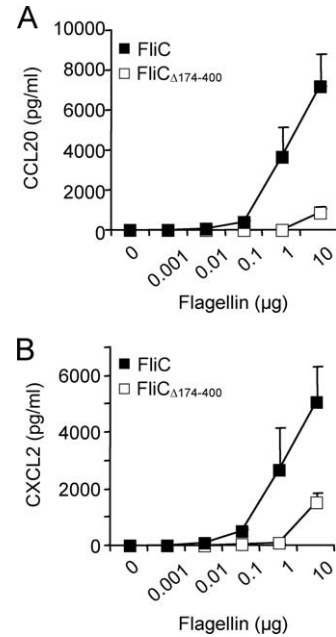 A
FliC
FliCΔ174-400
CCL20 (pg/ml)
10000
8000
6000
4000
2000
0
0
0.001
0.01
0.1
1
10
Flagellin (µg)
B
FliC
FliCΔ174-400
CXCL2 (pg/ml)
6000
4000
2000
0
0
0.001
0.01
0.1
1
10
Flagellin (µg)